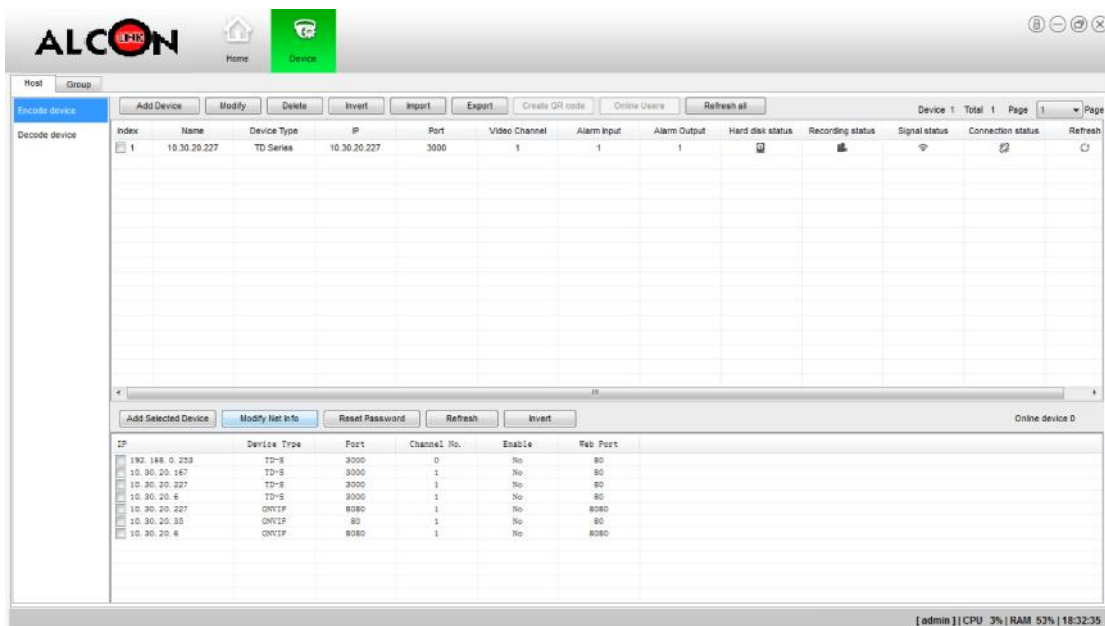 ALCON
LINK
Home
Device
Host Group
Encode device
Decode device
Add Device Modify Delete Invert Import Export Create QR code Online Users Refresh all Device 1 Total 1 Page 1 Page
Index Name Device Type IP Port Video Channel Alarm Input Alarm Output Hard disk status Recording status Signal status Connection status Refresh
1 10.30.20.227 TD Series 10.30.20.227 3000 1 1 1
Add Selected Device Modify Net Info Reset Password Refresh Invert Online device 0
IP Device Type Port Channel No. Enable Web Port
192.168.0.253 TD-S 3000 0 No 80
10.30.20.167 TD-S 3000 1 No 80
10.30.20.227 TD-S 3000 1 No 80
10.30.20.6 TD-S 3000 1 No 80
10.30.20.227 ONVIF 8080 1 No 8080
10.30.20.35 ONVIF 80 1 No 80
10.30.20.6 ONVIF 8080 1 No 8080
[ admin ] | CPU 3% | RAM 53% | 18:32:35